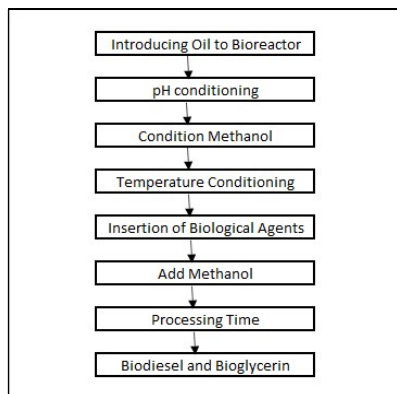 Introducing Oil to Bioreactor
pH conditioning
Condition Methanol
Temperature Conditioning
Insertion of Biological Agents
Add Methanol
Processing Time
Biodiesel and Bioglycerin